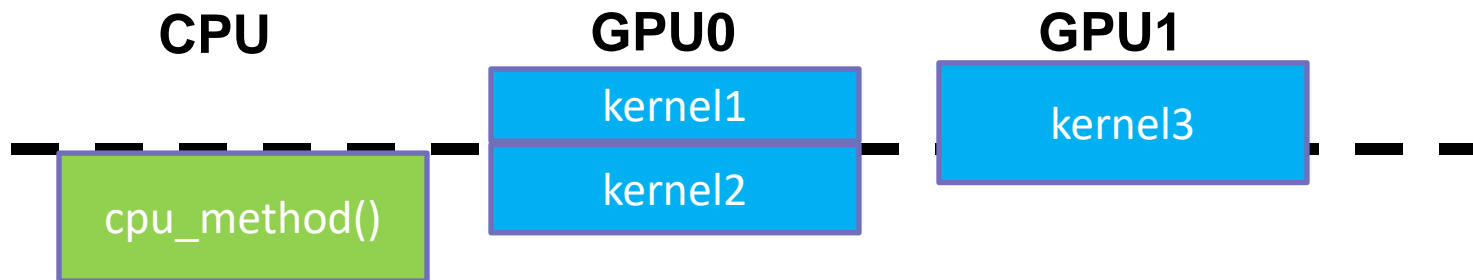 CPU
GPU0
GPU1
kernel1
kernel3
kernel2
cpu_method()